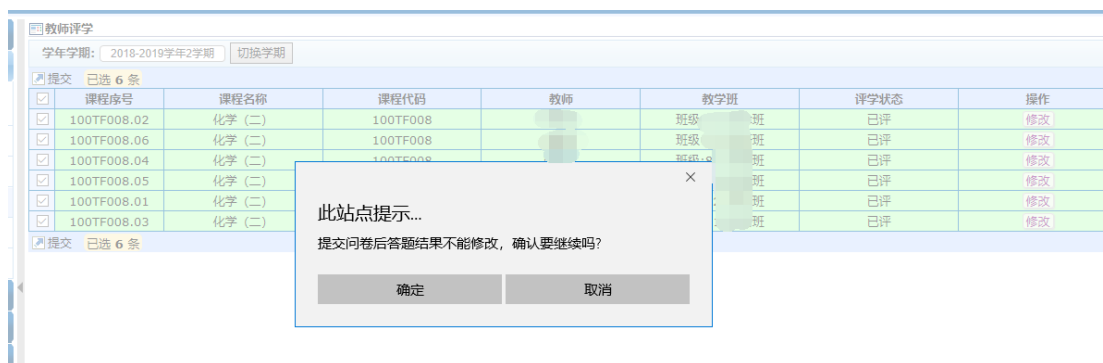 教师评学
学年学期: 2018-2019学年2学期 切换学期
提交 已选 6 条
课程序号 课程名称 课程代码 教师 教学班 评学状态 操作
100TF008.02 化学（二） 100TF008 班级 班 已评 修改
100TF008.06 化学（二） 100TF008 班级 班 已评 修改
100TF008.04 化学（二） 100TF008 班级:8 班 已评 修改
100TF008.05 化学（二） 班 已评 修改
100TF008.01 化学（二） 班 已评 修改
100TF008.03 化学（二） 班 已评 修改
提交 已选 6 条
此站点提示...
提交问卷后答题结果不能修改，确认要继续吗?
确定 取消